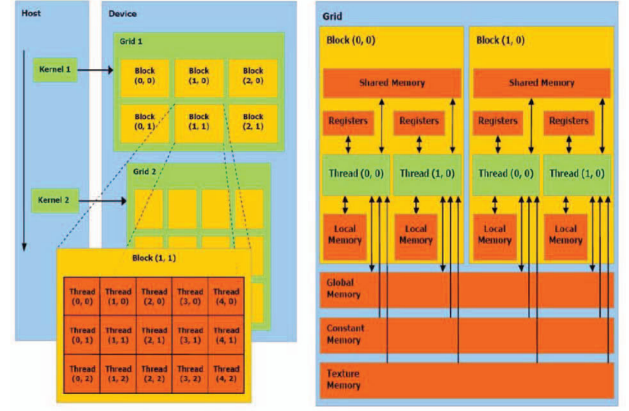 Host
Device
Grid 1
Kernel 1
Block
(0, 0)
Block
(1, 0)
Block
(2, 0)
Block
(0, 1)
Block
(1, 1)
Block
(2, 1)
Grid 2
Kernel 2
Block (1, 1)
Thread
(0, 0)
Thread
(1, 0)
Thread
(2, 0)
Thread
(3, 0)
Thread
(4, 0)
Thread
(0, 1)
Thread
(1, 1)
Thread
(2, 1)
Thread
(3, 1)
Thread
(4, 1)
Thread
(0, 2)
Thread
(1, 2)
Thread
(2, 2)
Thread
(3, 2)
Thread
(4, 2)
Grid
Block (0, 0)
Shared Memory
Registers
Registers
Thread (0, 0)
Thread (1, 0)
Local
Memory
Local
Memory
Block (1, 0)
Shared Memory
Registers
Registers
Thread (0, 0)
Thread (1, 0)
Local
Memory
Local
Memory
Global
Memory
Constant
Memory
Texture
Memory